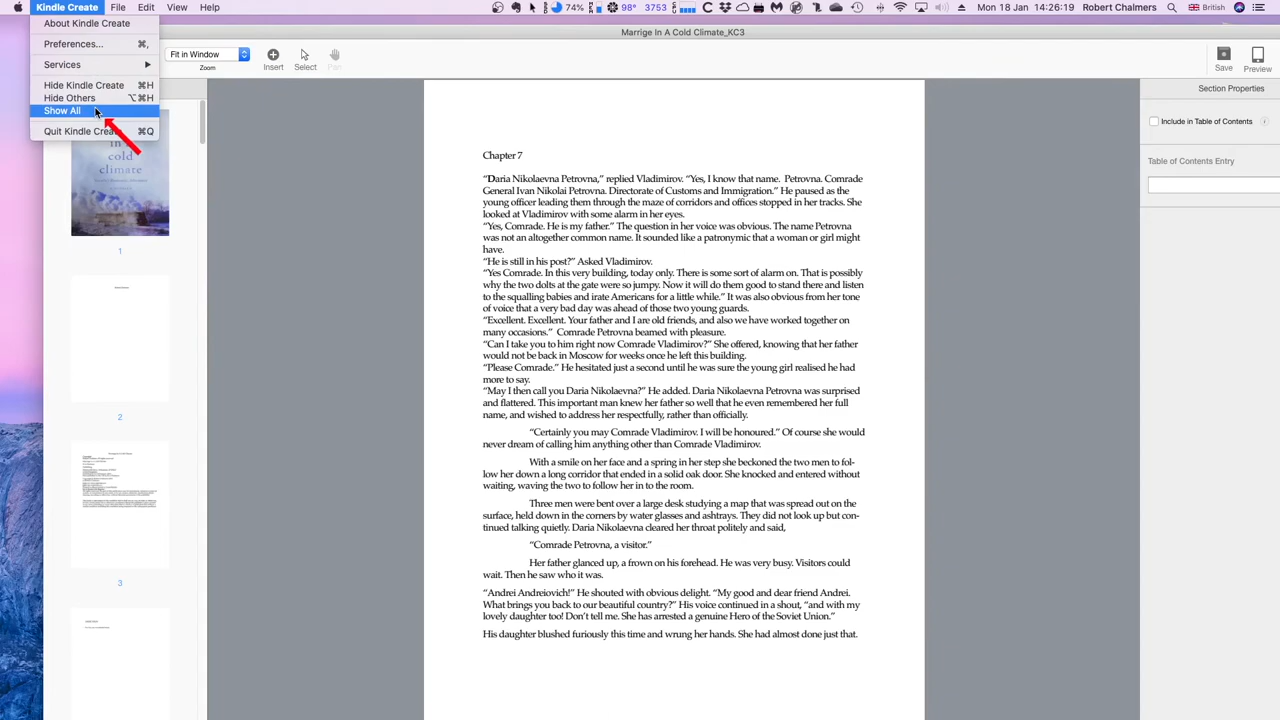 Kindle Create File Edit View Help 74% 98° 3753 Mon 18 Jan 14:26:19 Robert Chalmers British
About Kindle Create
Preferences... ⌘,
Services
Hide Kindle Create ⌘H
Hide Others ⌥⌘H
Show All
Quit Kindle Crea ⌘Q
Marrige In A Cold Climate_KC3
Fit in Window
Zoom
Insert
Select
Pan
Save
Preview
in
cold
climate
1
2
3
Chapter 7
“Daria Nikolaevna Petrovna,” replied Vladimirov. “Yes, I know that name. Petrovna. Comrade
General Ivan Nikolai Petrovna. Directorate of Customs and Immigration.” He paused as the
young officer leading them through the maze of corridors and offices stopped in her tracks. She
looked at Vladimirov with some alarm in her eyes.
“Yes, Comrade. He is my father.” The question in her voice was obvious. The name Petrovna
was not an altogether common name. It sounded like a patronymic that a woman or girl might
have.
“He is still in his post?” Asked Vladimirov.
“Yes Comrade. In this very building, today only. There is some sort of alarm on. That is possibly
why the two dolts at the gate were so jumpy. Now it will do them good to stand there and listen
to the squalling babies and irate Americans for a little while.” It was also obvious from her tone
of voice that a very bad day was ahead of those two young guards.
“Excellent. Excellent. Your father and I are old friends, and also we have worked together on
many occasions.” Comrade Petrovna beamed with pleasure.
“Can I take you to him right now Comrade Vladimirov?” She offered, knowing that her father
would not be back in Moscow for weeks once he left this building.
“Please Comrade.” He hesitated just a second until he was sure the young girl realised he had
more to say.
“May I then call you Daria Nikolaevna?” He added. Daria Nikolaevna Petrovna was surprised
and flattered. This important man knew her father so well that he even remembered her full
name, and wished to address her respectfully, rather than officially.
“Certainly you may Comrade Vladimirov. I will be honoured.” Of course she would
never dream of calling him anything other than Comrade Vladimirov.
With a smile on her face and a spring in her step she beckoned the two men to fol-
low her down a long corridor that ended in a solid oak door. She knocked and entered without
waiting, waving the two to follow her in to the room.
Three men were bent over a large desk studying a map that was spread out on the
surface, held down in the corners by water glasses and ashtrays. They did not look up but con-
tinued talking quietly. Daria Nikolaevna cleared her throat politely and said,
“Comrade Petrovna, a visitor.”
Her father glanced up, a frown on his forehead. He was very busy. Visitors could
wait. Then he saw who it was.
“Andrei Andreiovich!” He shouted with obvious delight. “My good and dear friend Andrei.
What brings you back to our beautiful country?” His voice continued in a shout, “and with my
lovely daughter too! Don’t tell me. She has arrested a genuine Hero of the Soviet Union.”
His daughter blushed furiously this time and wrung her hands. She had almost done just that.
Section Properties
Include in Table of Contents
Table of Contents Entry